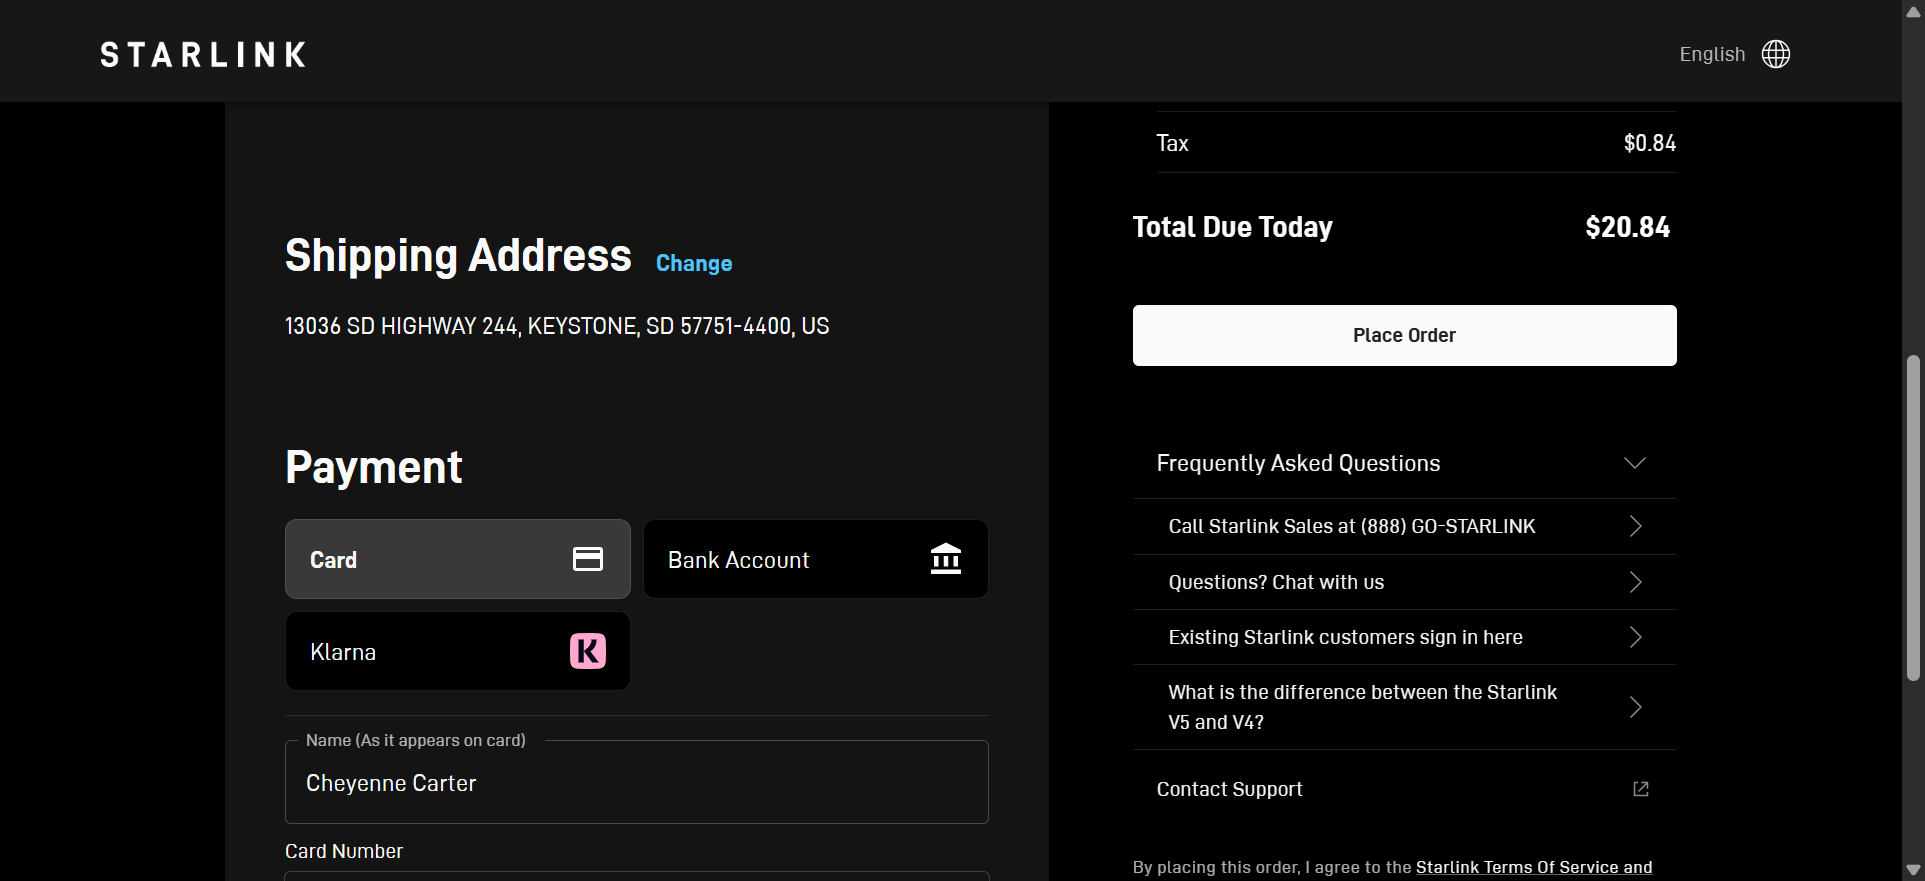 STARLINK
English
Shipping Address Change
13036 SD HIGHWAY 244, KEYSTONE, SD 57751-4400, US
Payment
Card
Bank Account
Klarna
Name (As it appears on card)
Cheyenne Carter
Card Number
Tax $0.84
Total Due Today $20.84
Place Order
Frequently Asked Questions
Call Starlink Sales at (888) GO-STARLINK
Questions? Chat with us
Existing Starlink customers sign in here
What is the difference between the Starlink
V5 and V4?
Contact Support
By placing this order, I agree to the Starlink Terms Of Service and